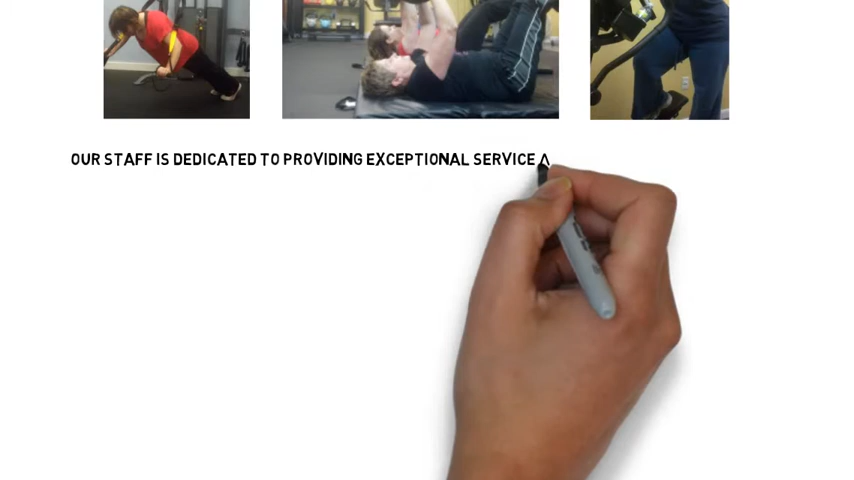 OUR STAFF IS DEDICATED TO PROVIDING EXCEPTIONAL SERVICE